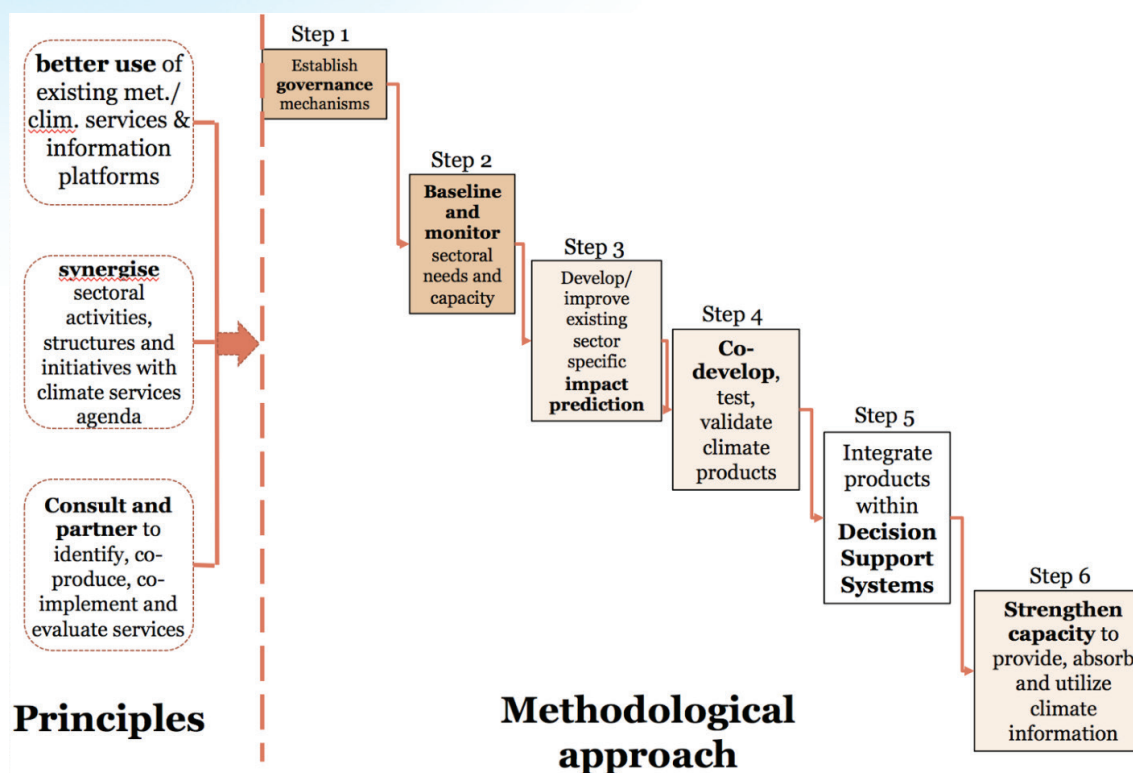 better use of
existing met./
clim. services &
information
platforms
synergise
sectoral
activities,
structures and
initiatives with
climate services
agenda
Consult and
partner to
identify, co-
produce, co-
implement and
evaluate services
Principles
Step 1
Establish
governance
mechanisms
Step 2
Baseline
and
monitor
sectoral
needs and
capacity
Step 3
Develop/
improve
existing
sector
specific
impact
prediction
Step 4
Co-
develop,
test,
validate
climate
products
Step 5
Integrate
products
within
Decision
Support
Systems
Step 6
Strengthen
capacity to
provide, absorb
and utilize
climate
information
Methodological
approach